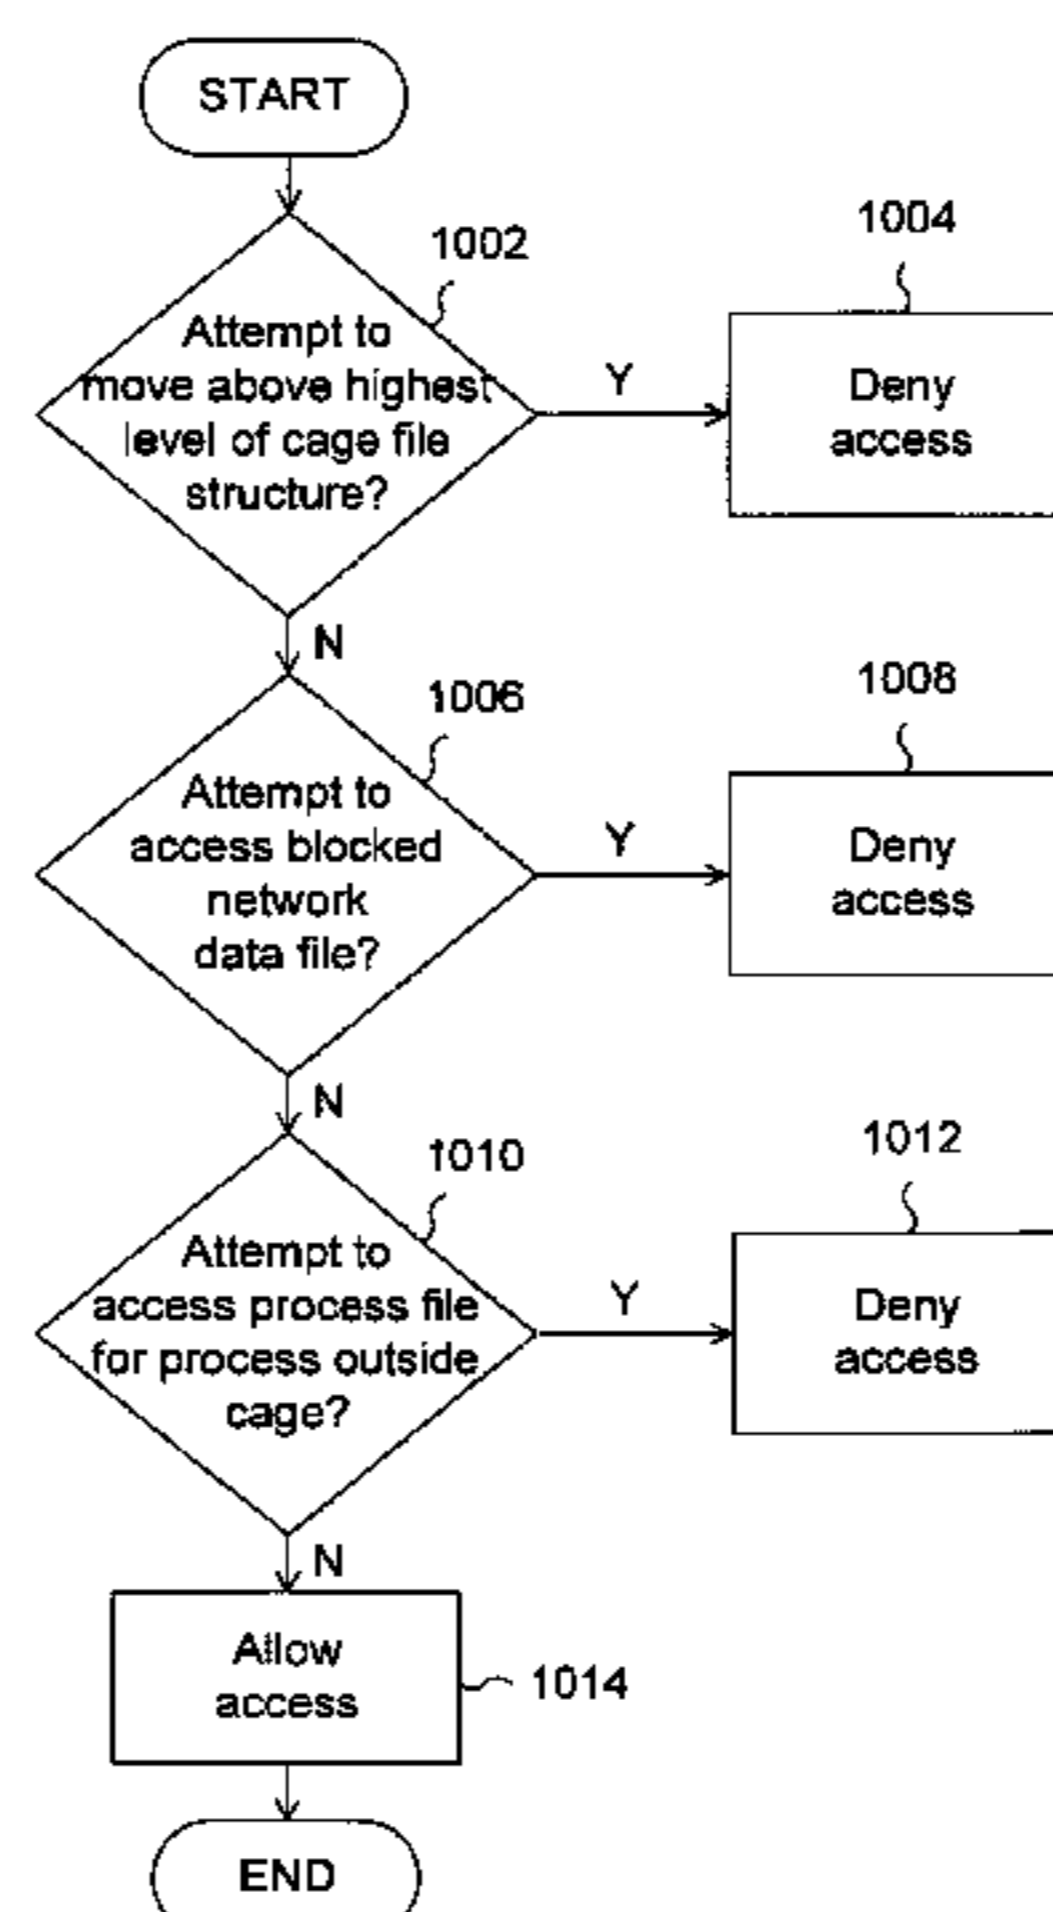 START
1002
Attempt to
move above highest
level of cage file
structure?
Y
1004
Deny
access
N
1006
Attempt to
access blocked
network
data file?
Y
1008
Deny
access
N
1010
Attempt to
access process file
for process outside
cage?
Y
1012
Deny
access
N
Allow
access
1014
END